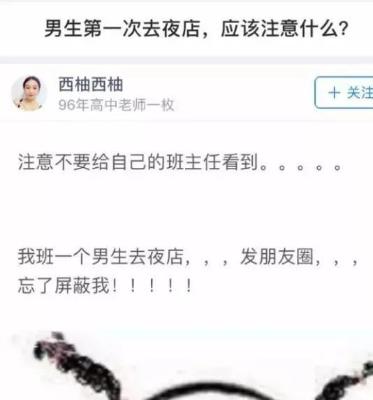 男生第一次去夜店，应该注意什么?
西柚西柚
96年高中老师一枚
＋ 关注
注意不要给自己的班主任看到。。。。。
我班一个男生去夜店，，，发朋友圈，，，
忘了屏蔽我！！！！！